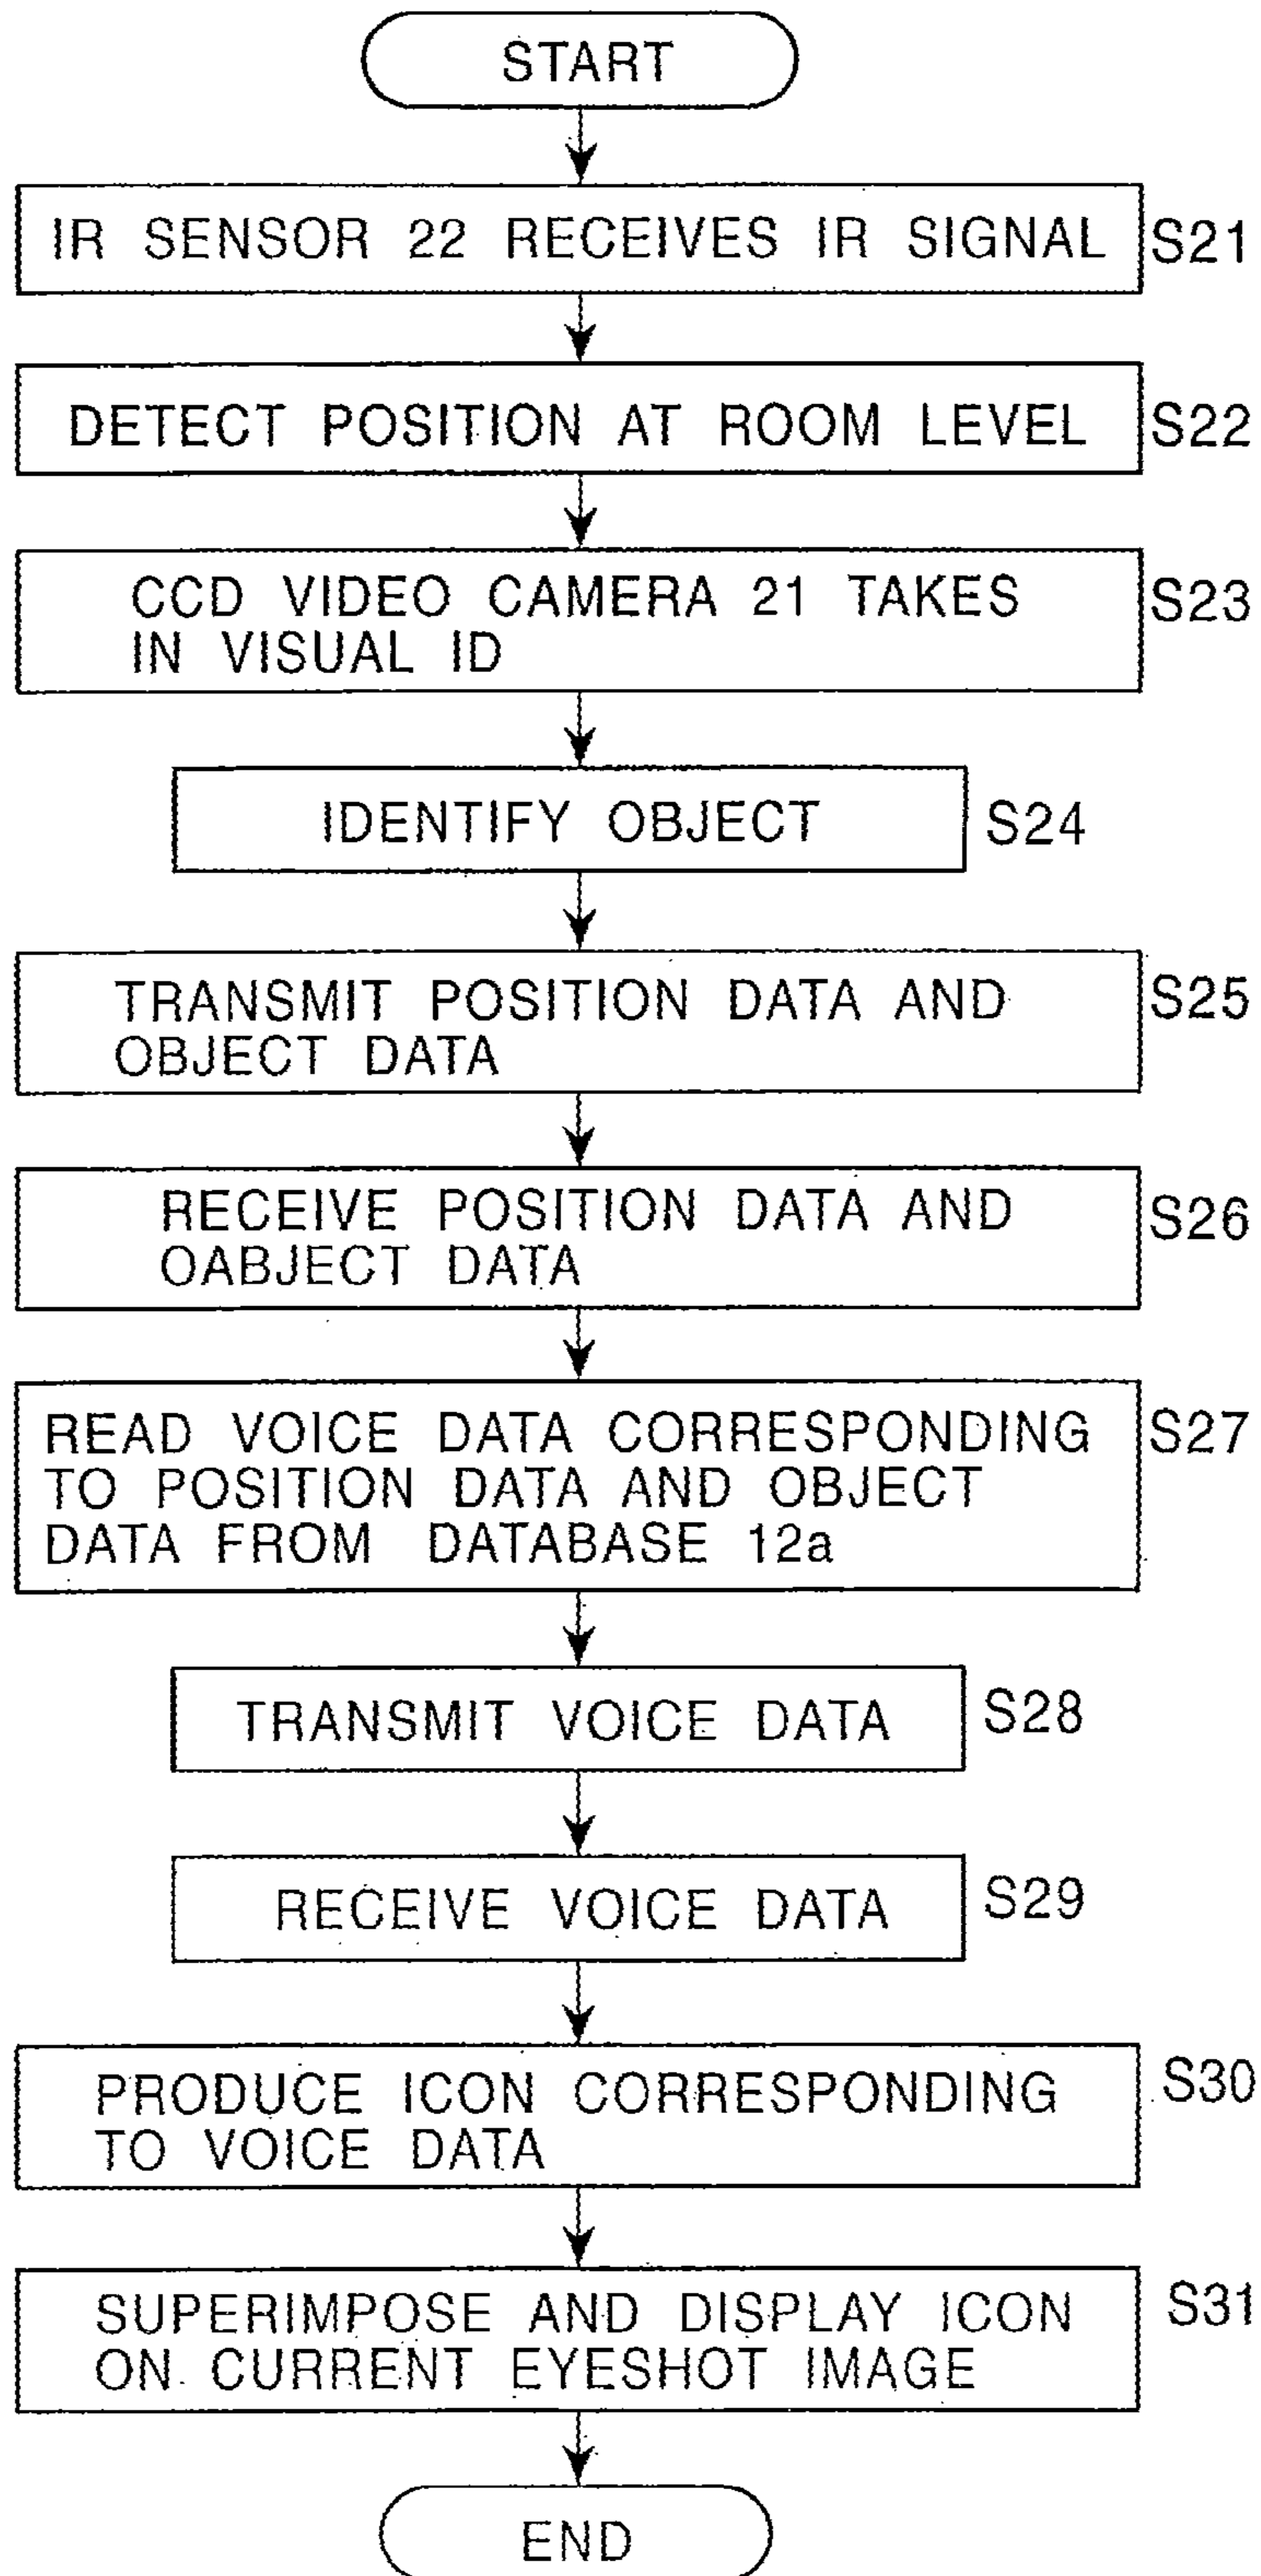 START
IR SENSOR 22 RECEIVES IR SIGNAL
S21
DETECT POSITION AT ROOM LEVEL
S22
CCD VIDEO CAMERA 21 TAKES
IN VISUAL ID
S23
IDENTIFY OBJECT
S24
TRANSMIT POSITION DATA AND
OBJECT DATA
S25
RECEIVE POSITION DATA AND
OABJECT DATA
S26
READ VOICE DATA CORRESPONDING
TO POSITION DATA AND OBJECT
DATA FROM DATABASE 12a
S27
TRANSMIT VOICE DATA
S28
RECEIVE VOICE DATA
S29
PRODUCE ICON CORRESPONDING
TO VOICE DATA
S30
SUPERIMPOSE AND DISPLAY ICON
ON CURRENT EYESHOT IMAGE
S31
END